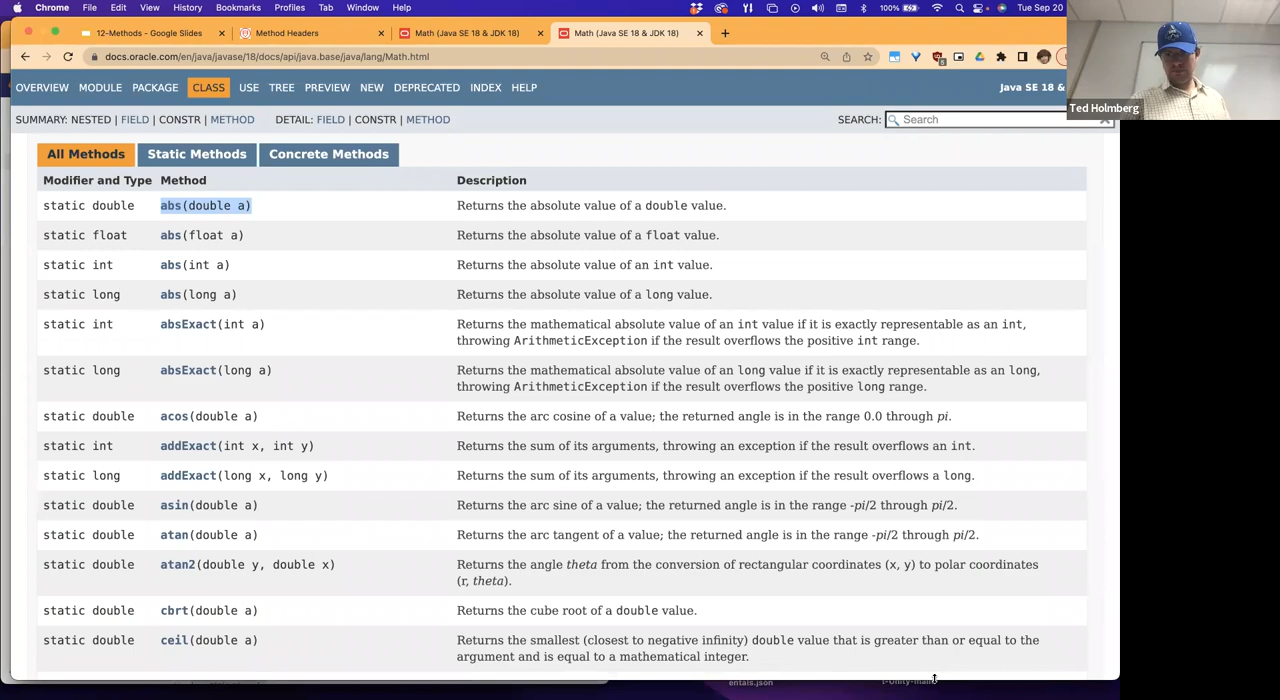 Chrome File Edit View History Bookmarks Profiles Tab Window Help 100% Tue Sep 20
12-Methods - Google Slides × Method Headers × Math (Java SE 18 & JDK 18) × Math (Java SE 18 & JDK 18) × +
docs.oracle.com/en/java/javase/18/docs/api/java.base/java/lang/Math.html
OVERVIEW MODULE PACKAGE CLASS USE TREE PREVIEW NEW DEPRECATED INDEX HELP Java SE 18 &
Ted Holmberg
SUMMARY: NESTED | FIELD | CONSTR | METHOD DETAIL: FIELD | CONSTR | METHOD SEARCH: Search
All Methods Static Methods Concrete Methods
Modifier and Type Method Description
static double abs(double a) Returns the absolute value of a double value.
static float abs(float a) Returns the absolute value of a float value.
static int abs(int a) Returns the absolute value of an int value.
static long abs(long a) Returns the absolute value of a long value.
static int absExact(int a) Returns the mathematical absolute value of an int value if it is exactly representable as an int,
throwing ArithmeticException if the result overflows the positive int range.
static long absExact(long a) Returns the mathematical absolute value of an long value if it is exactly representable as an long,
throwing ArithmeticException if the result overflows the positive long range.
static double acos(double a) Returns the arc cosine of a value; the returned angle is in the range 0.0 through pi.
static int addExact(int x, int y) Returns the sum of its arguments, throwing an exception if the result overflows an int.
static long addExact(long x, long y) Returns the sum of its arguments, throwing an exception if the result overflows a long.
static double asin(double a) Returns the arc sine of a value; the returned angle is in the range -pi/2 through pi/2.
static double atan(double a) Returns the arc tangent of a value; the returned angle is in the range -pi/2 through pi/2.
static double atan2(double y, double x) Returns the angle theta from the conversion of rectangular coordinates (x, y) to polar coordinates
(r, theta).
static double cbrt(double a) Returns the cube root of a double value.
static double ceil(double a) Returns the smallest (closest to negative infinity) double value that is greater than or equal to the
argument and is equal to a mathematical integer.
entals.json